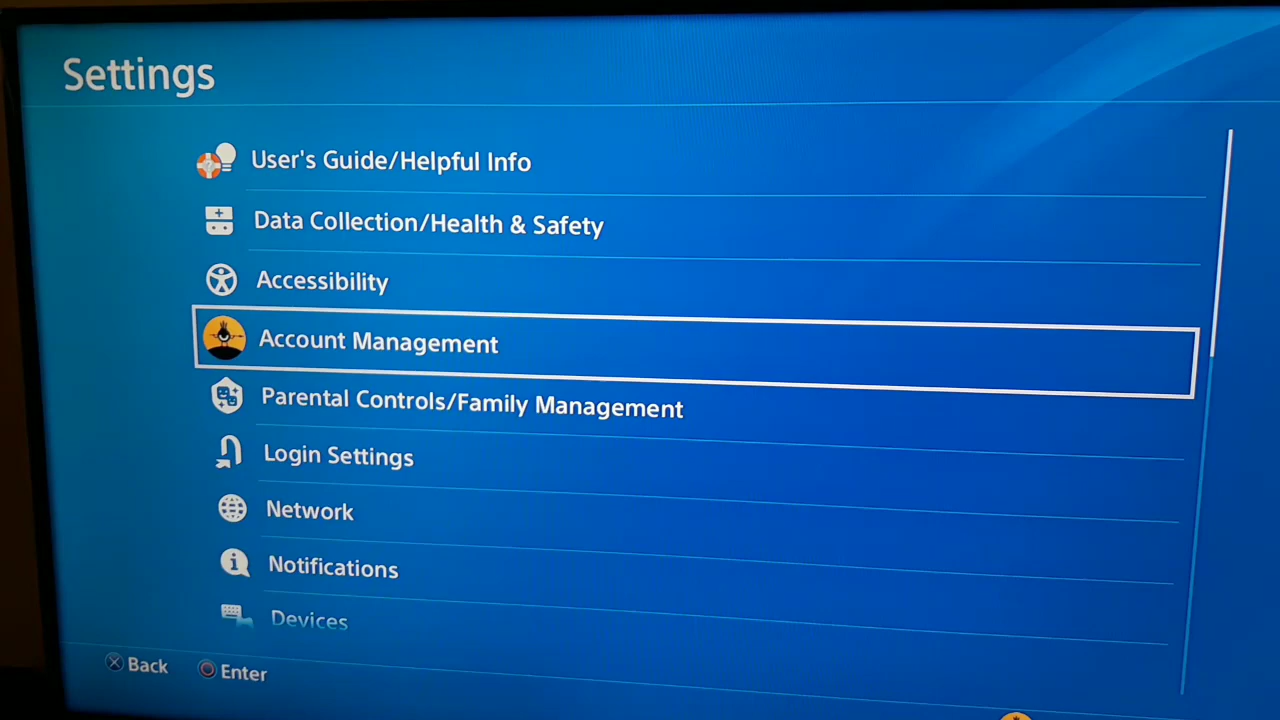 Settings
User's Guide/Helpful Info
Data Collection/Health & Safety
Accessibility
Account Management
Parental Controls/Family Management
Login Settings
Network
Notifications
Devices
Back Enter